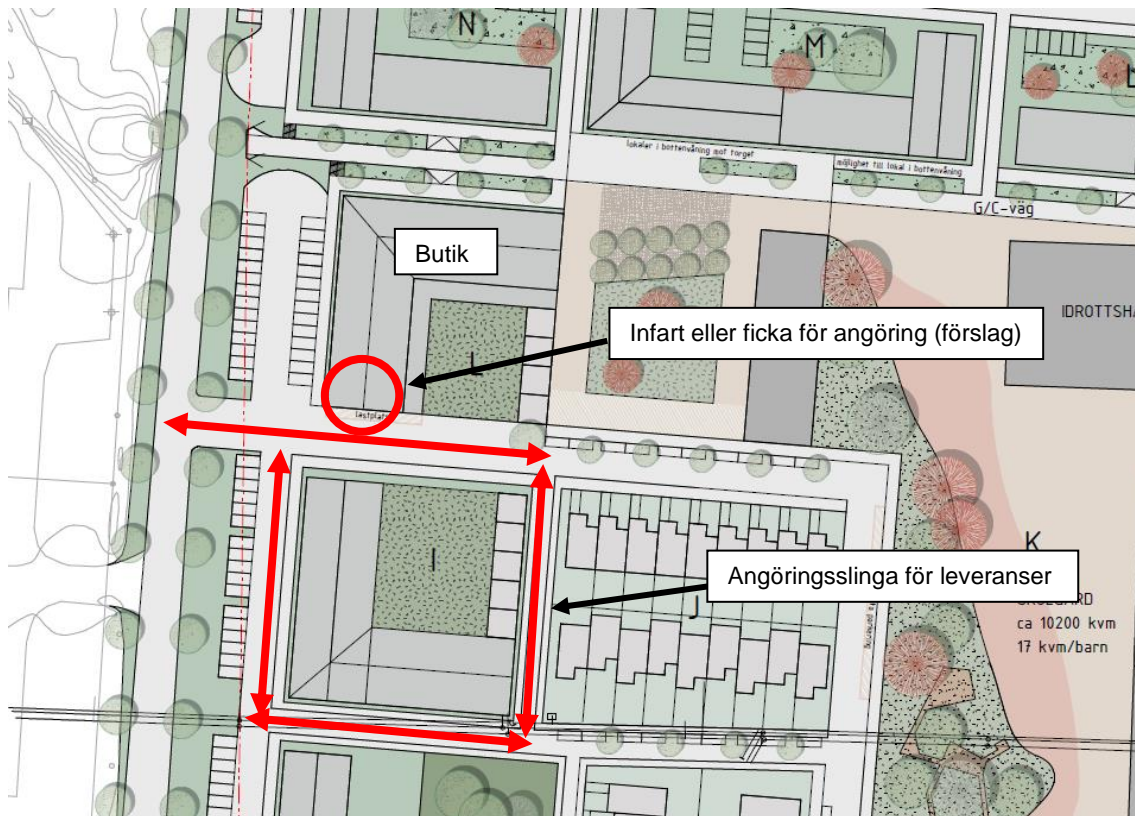 N
M
lokaler i bottenvåning mot torget
möjlighet till lokal i bottenvåning
G/C-väg
Butik
IDROTTSHA
Infart eller ficka för angöring (förslag)
L
lastplats
I
K
Angöringsslinga för leveranser
J
ca 10200 kvm
17 kvm/barn